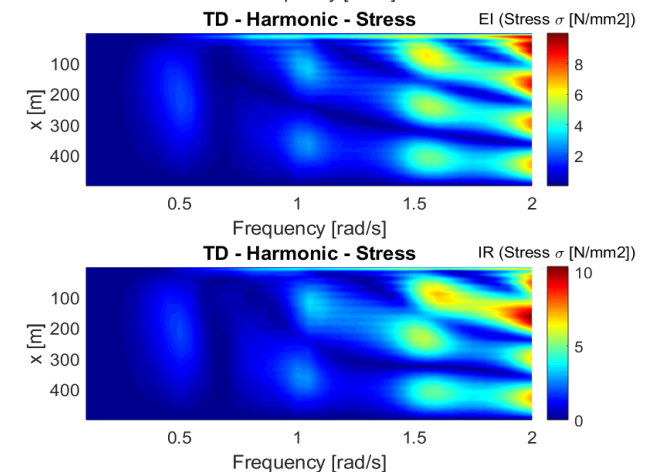 TD - Harmonic - Stress
EI (Stress σ [N/mm2])
100
200
300
400
x [m]
0.5
1
1.5
2
Frequency [rad/s]
8
6
4
2
TD - Harmonic - Stress
IR (Stress σ [N/mm2])
100
200
300
400
x [m]
0.5
1
1.5
2
Frequency [rad/s]
10
5
0